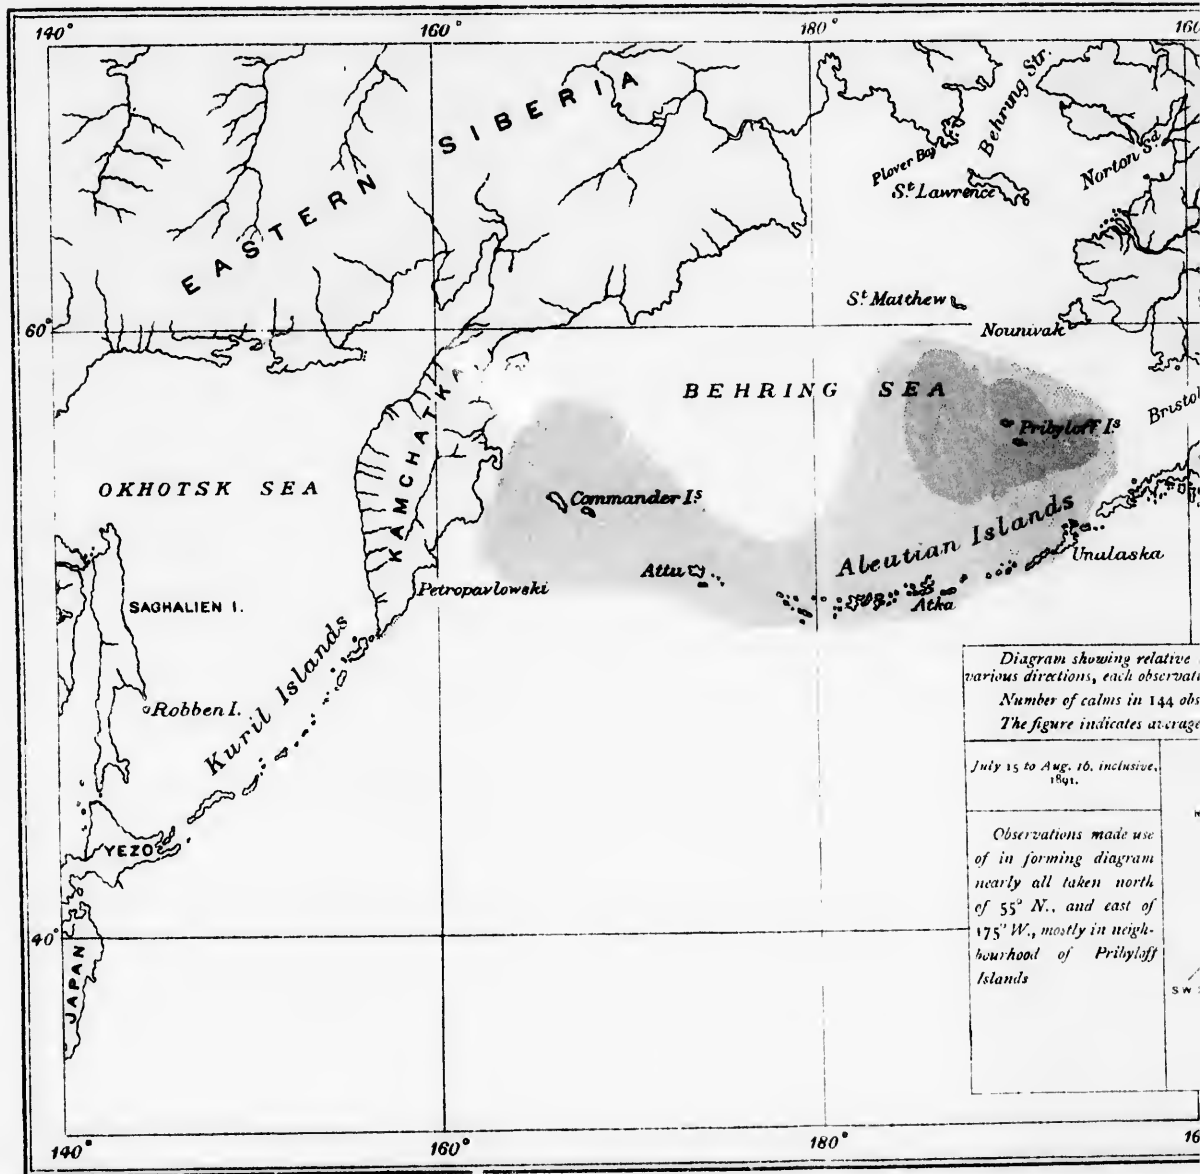 140°
160°
180°
160
EASTERN SIBERIA
Behring Str.
Plover Bay
Norton Sd
St. Lawrence
St. Matthew
60°
Nounivak
KAMCHATKA
BEHRING SEA
Bristol
Pribyloff Is
OKHOTSK SEA
Commander Is
Aleutian Islands
Unulaska
Attu
Atka
Petropavlowski
SAGHALIEN I.
Kuril Islands
Robben I.
Diagram showing relative
various directions, each observati
Number of calms in 144 obs
The figure indicates average
July 15 to Aug. 16. inclusive,
1891.
Observations made use
of in forming diagram
nearly all taken north
of 55° N., and east of
175° W., mostly in neigh-
bourhood of Pribyloff
Islands
SW
YEZO
40°
JAPAN
140°
160°
180°
16